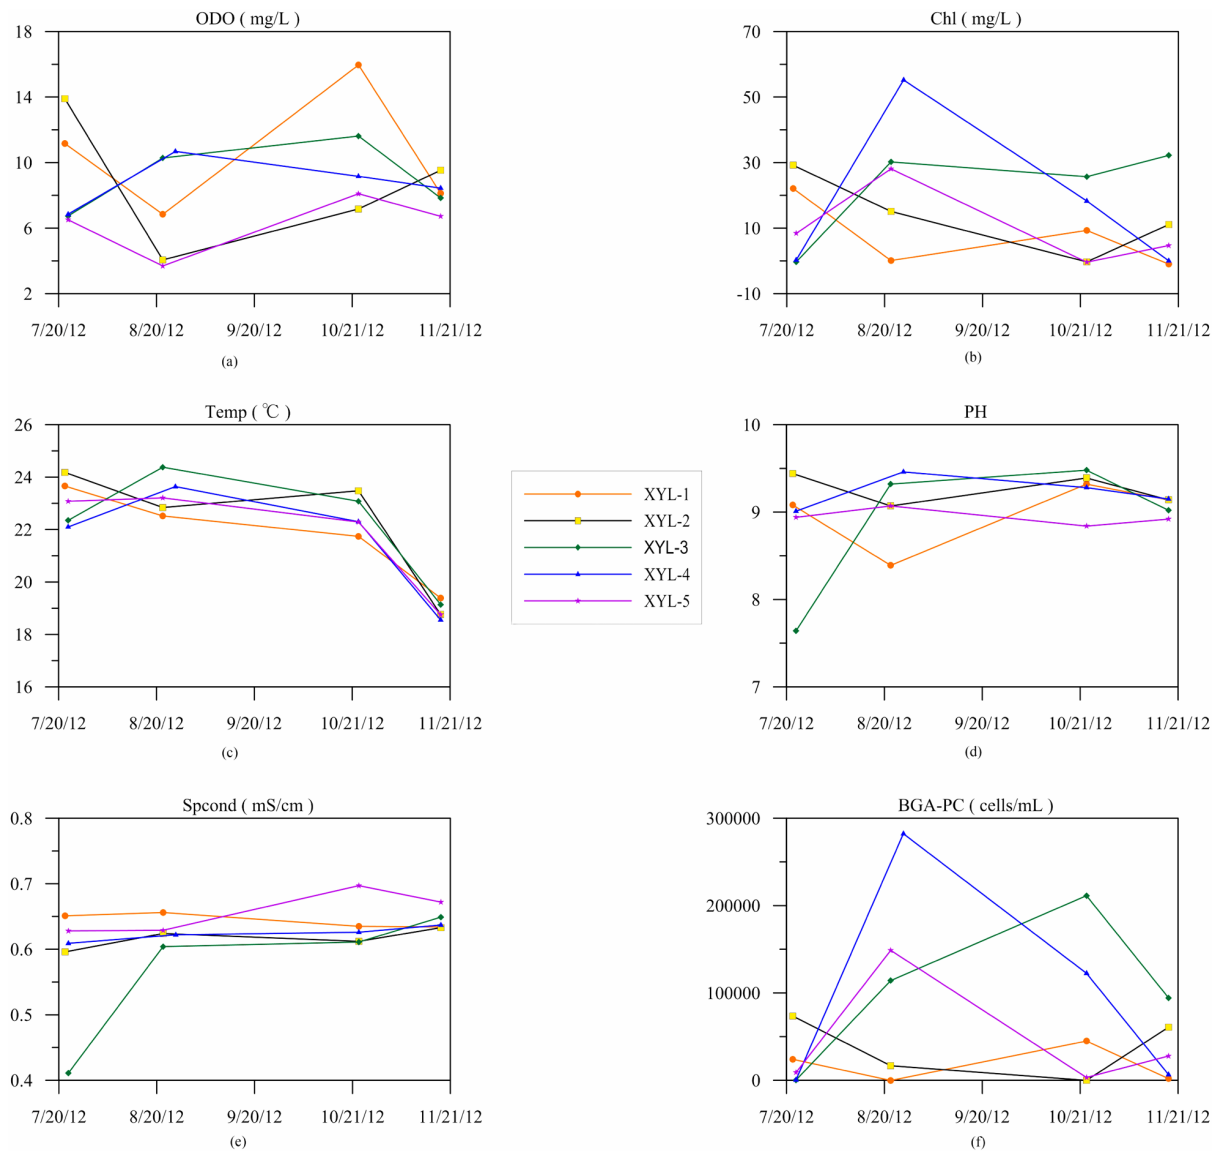 ODO ( mg/L )
18
14
10
6
2
7/20/12 8/20/12 9/20/12 10/21/12 11/21/12
(a)
Chl ( mg/L )
70
50
30
10
-10
7/20/12 8/20/12 9/20/12 10/21/12 11/21/12
(b)
Temp ( ℃ )
26
24
22
20
18
16
7/20/12 8/20/12 9/20/12 10/21/12 11/21/12
(c)
XYL-1
XYL-2
XYL-3
XYL-4
XYL-5
PH
10
9
8
7
7/20/12 8/20/12 9/20/12 10/21/12 11/21/12
(d)
Spcond ( mS/cm )
0.8
0.7
0.6
0.5
0.4
7/20/12 8/20/12 9/20/12 10/21/12 11/21/12
(e)
BGA-PC ( cells/mL )
300000
200000
100000
0
7/20/12 8/20/12 9/20/12 10/21/12 11/21/12
(f)